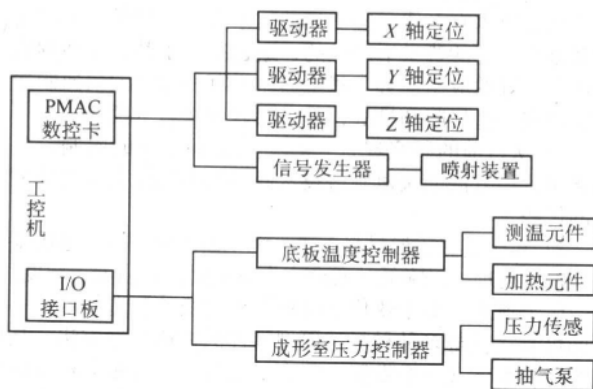 驱动器
X 轴定位
驱动器
Y 轴定位
驱动器
Z 轴定位
PMAC
数控卡
信号发生器
喷射装置
工控机
I/O
接口板
底板温度控制器
测温元件
加热元件
成形室压力控制器
压力传感
抽气泵